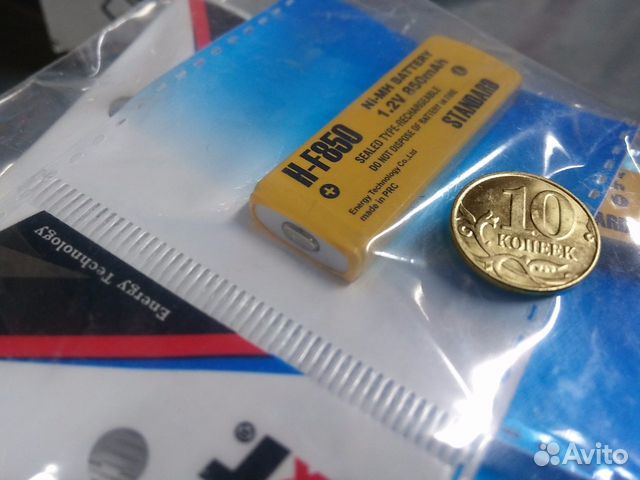 H-F850
NI-MH BATTERY
1.2V 850mAh
SEALED TYPE-RECHARGEABLE
DO NOT DISPOSE OF BATTERY IN FIRE
STANDARD
Energy Technology Co.,Ltd
made in PRC
10
КОПЕЕК
Energy Technology
®
Avito